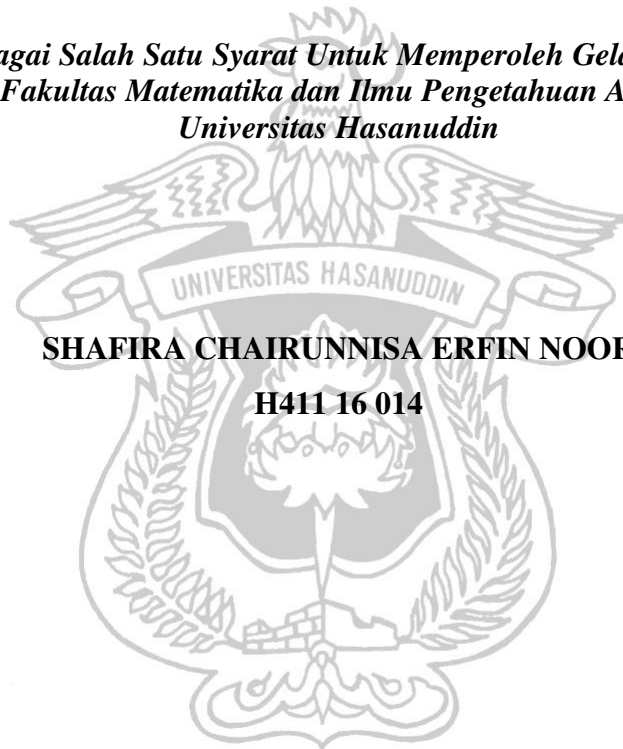 agai Salah Satu Syarat Untuk Memperoleh Gela
Fakultas Matematika dan Ilmu Pengetahuan A
Universitas Hasanuddin
UNIVERSITAS HASANUDDIN
SHAFIRA CHAIRUNNISA ERFIN NOOR
H411 16 014